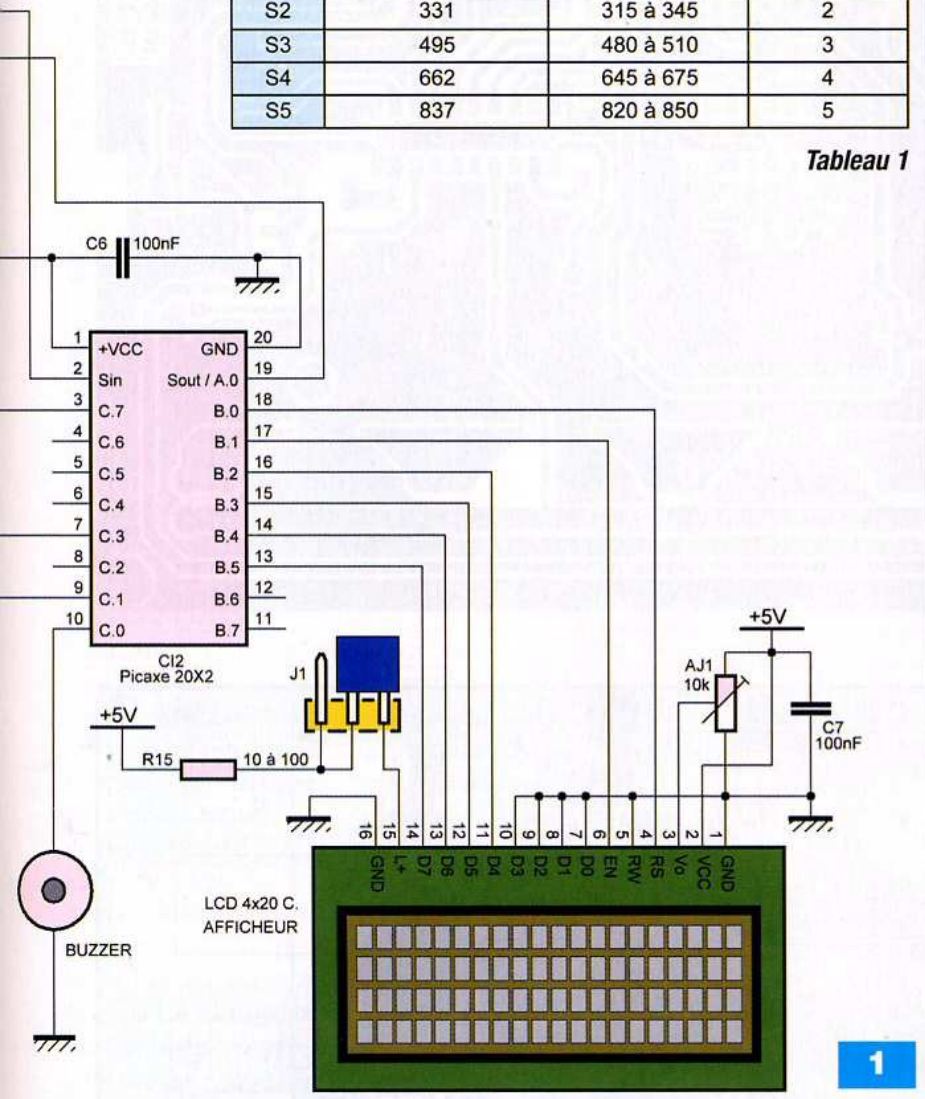 S2 331 315 à 345 2
S3 495 480 à 510 3
S4 662 645 à 675 4
S5 837 820 à 850 5
Tableau 1
C6 100nF
1 +VCC GND 20
2 Sin Sout / A.0 19
3 C.7 B.0 18
4 C.6 B.1 17
5 C.5 B.2 16
6 C.4 B.3 15
7 C.3 B.4 14
8 C.2 B.5 13
9 C.1 B.6 12
10 C.0 B.7 11
CI2
Picaxe 20X2
J1
+5V
R15 10 à 100
+5V
AJ1
10k
C7
100nF
16 15 14 13 12 11 10 9 8 7 6 5 4 3 2 1
GND L+ D7 D6 D5 D4 D3 D2 D1 D0 EN RW RS Vo VCC GND
LCD 4x20 C.
AFFICHEUR
BUZZER
1